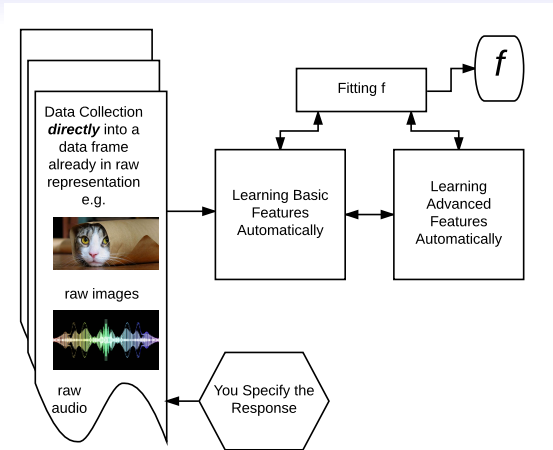 Data Collection
directly into a
data frame
already in raw
representation
e.g.
raw images
raw
audio
Learning Basic
Features
Automatically
Learning
Advanced
Features
Automatically
Fitting f
f
You Specify the
Response